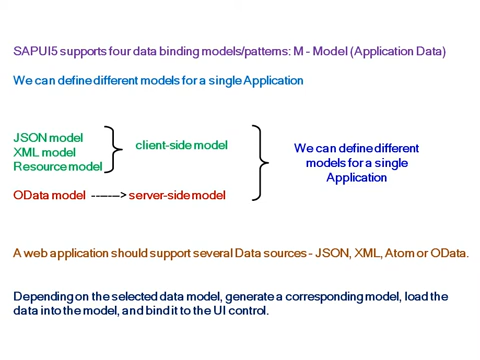 SAPUI5 supports four data binding models/patterns: M - Model (Application Data)
We can define different models for a single Application
JSON model
XML model
Resource model
client-side model
OData model -------> server-side model
We can define different
models for a single
Application
A web application should support several Data sources - JSON, XML, Atom or OData.
Depending on the selected data model, generate a corresponding model, load the
data into the model, and bind it to the UI control.